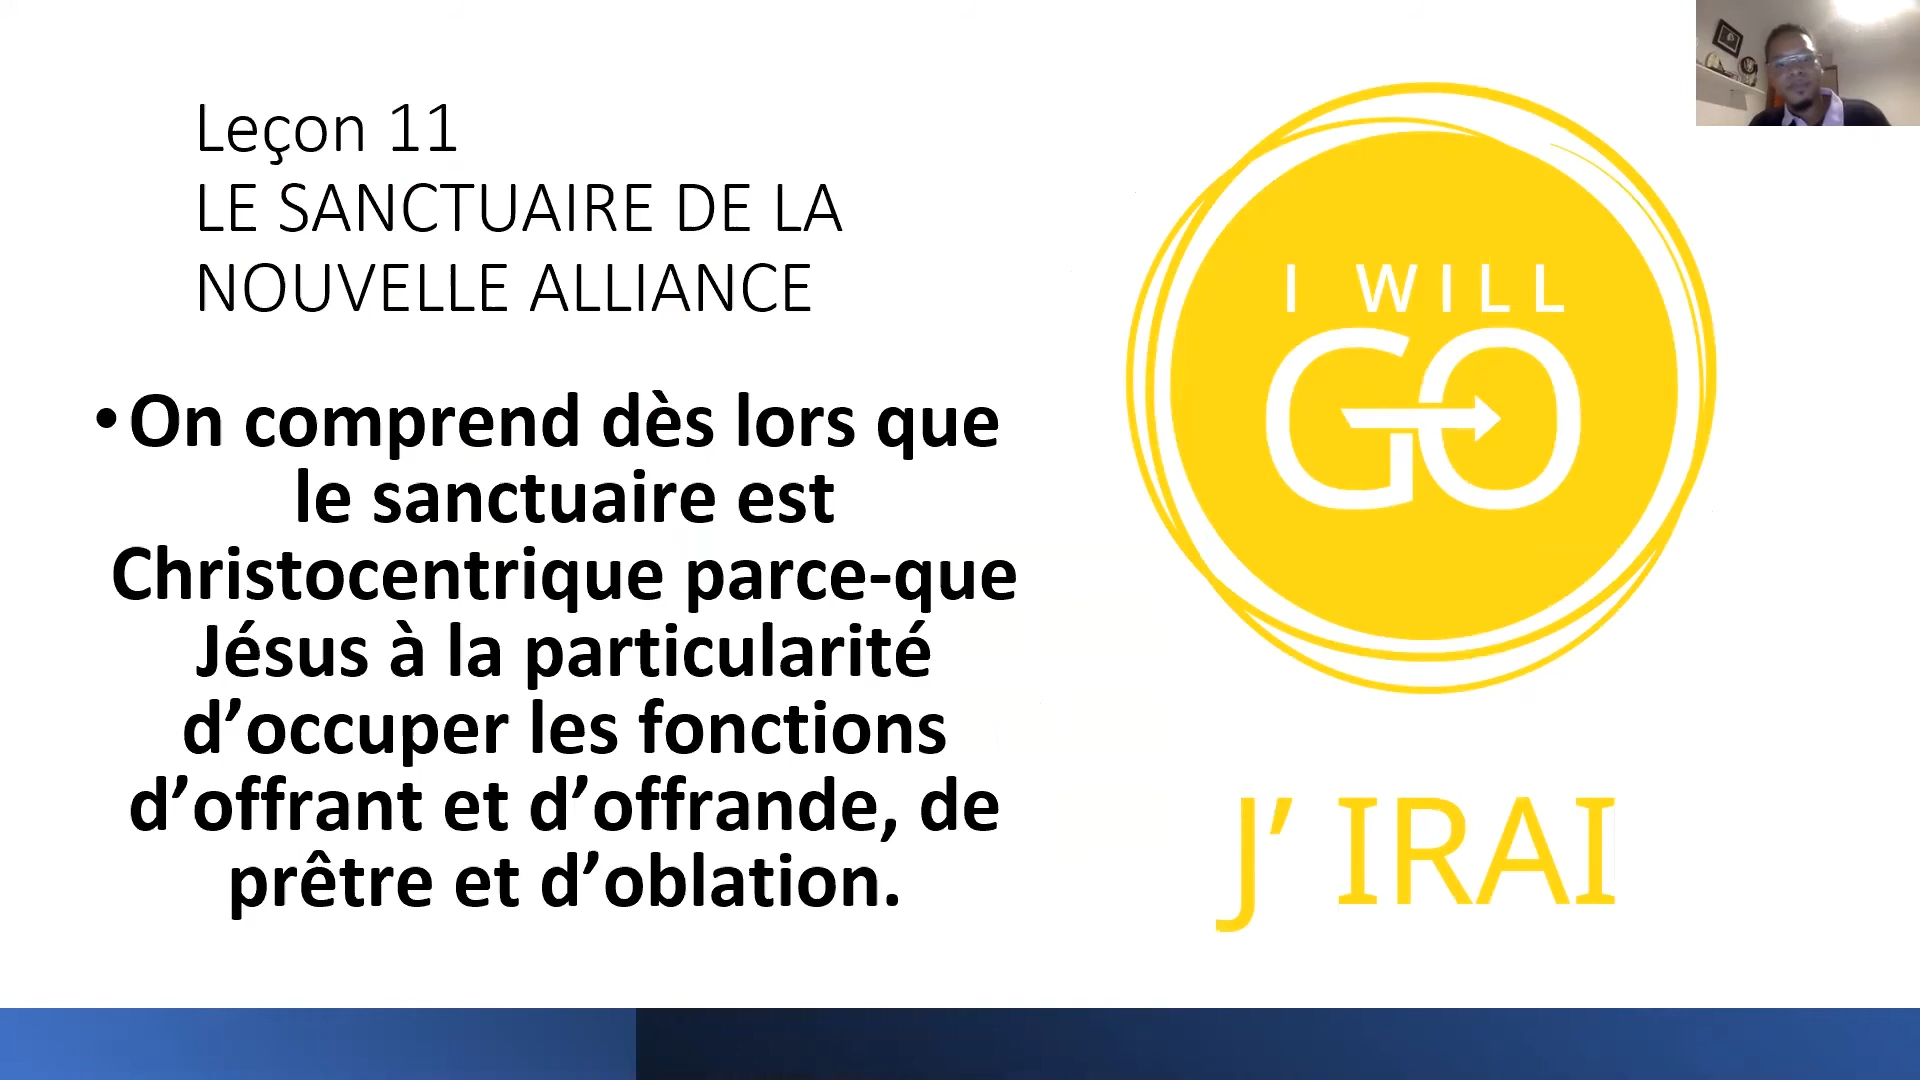 Leçon 11
LE SANCTUAIRE DE LA
NOUVELLE ALLIANCE
•On comprend dès lors que
le sanctuaire est
Christocentrique parce-que
Jésus à la particularité
d’occuper les fonctions
d’offrant et d’offrande, de
prêtre et d’oblation.
I WILL
GO
J’ IRAI